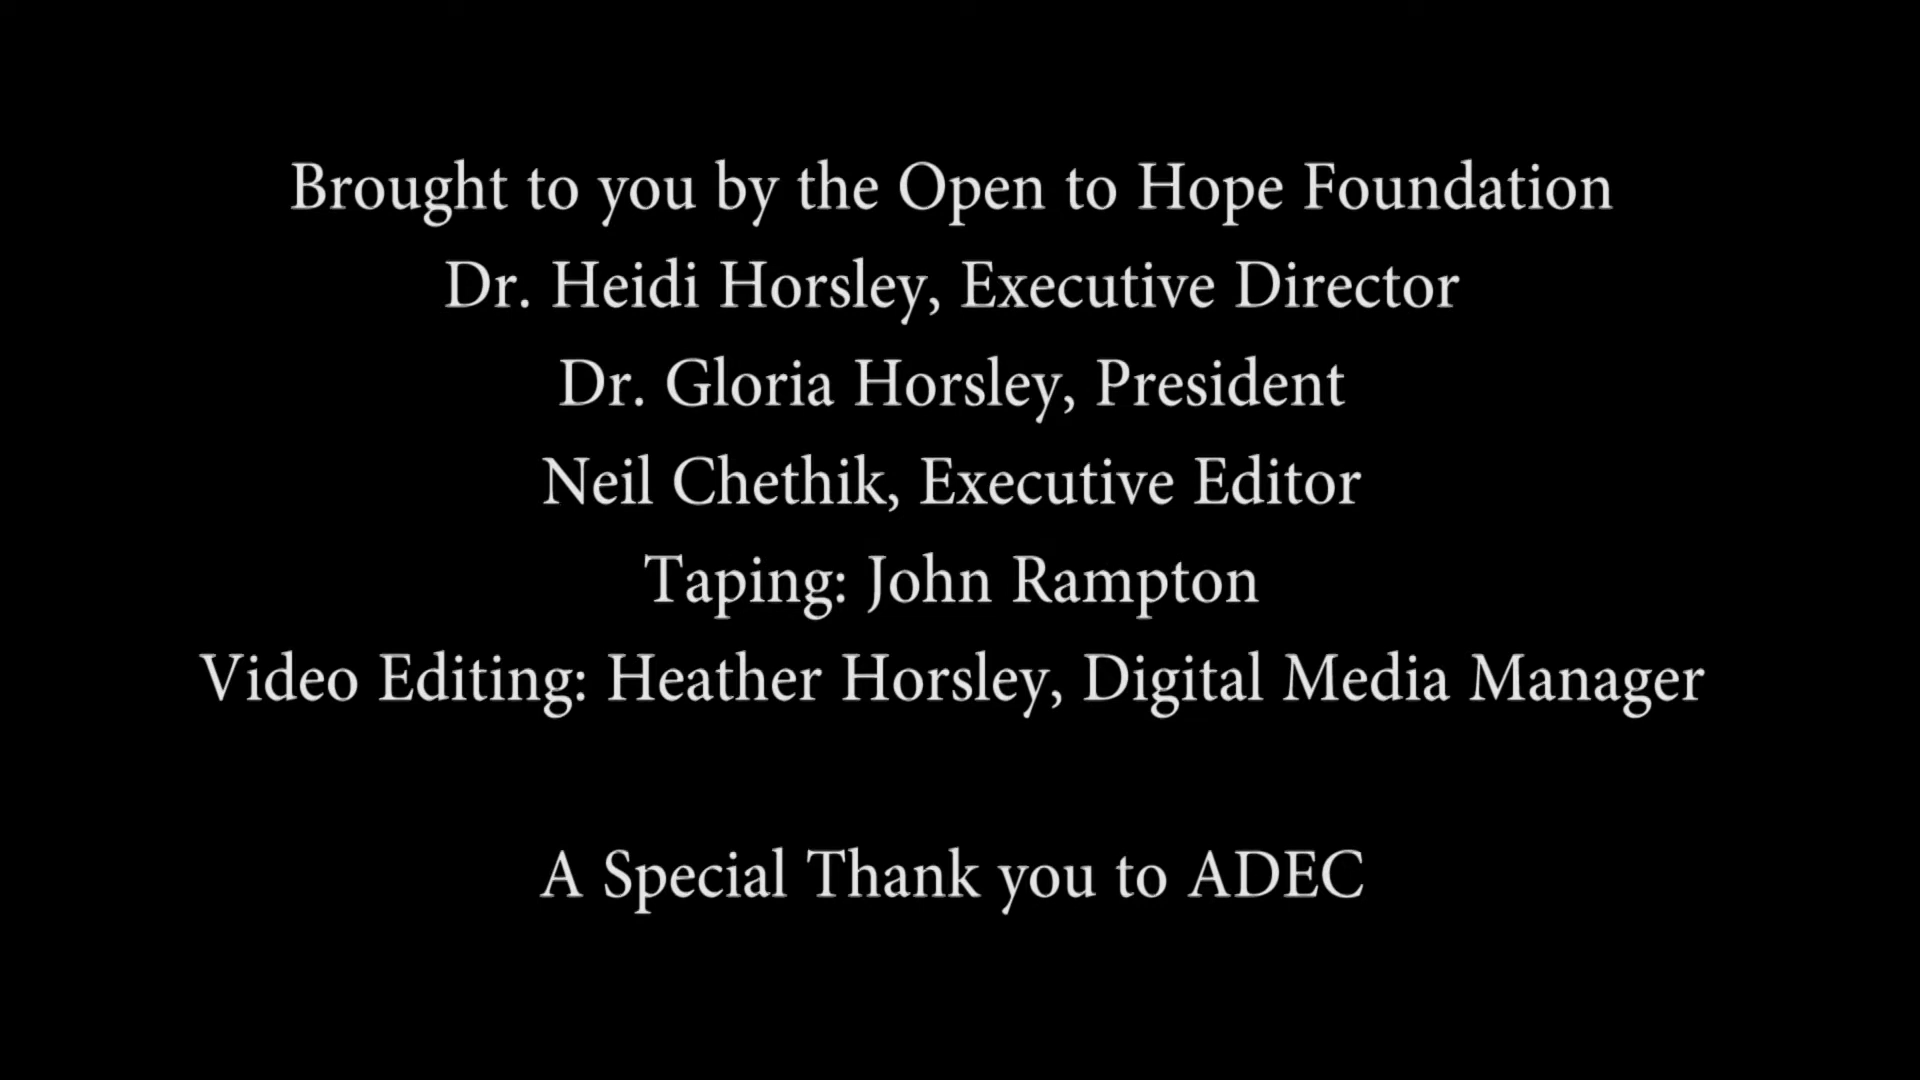 Brought to you by the Open to Hope Foundation
Dr. Heidi Horsley, Executive Director
Dr. Gloria Horsley, President
Neil Chethik, Executive Editor
Taping: John Rampton
Video Editing: Heather Horsley, Digital Media Manager
A Special Thank you to ADEC